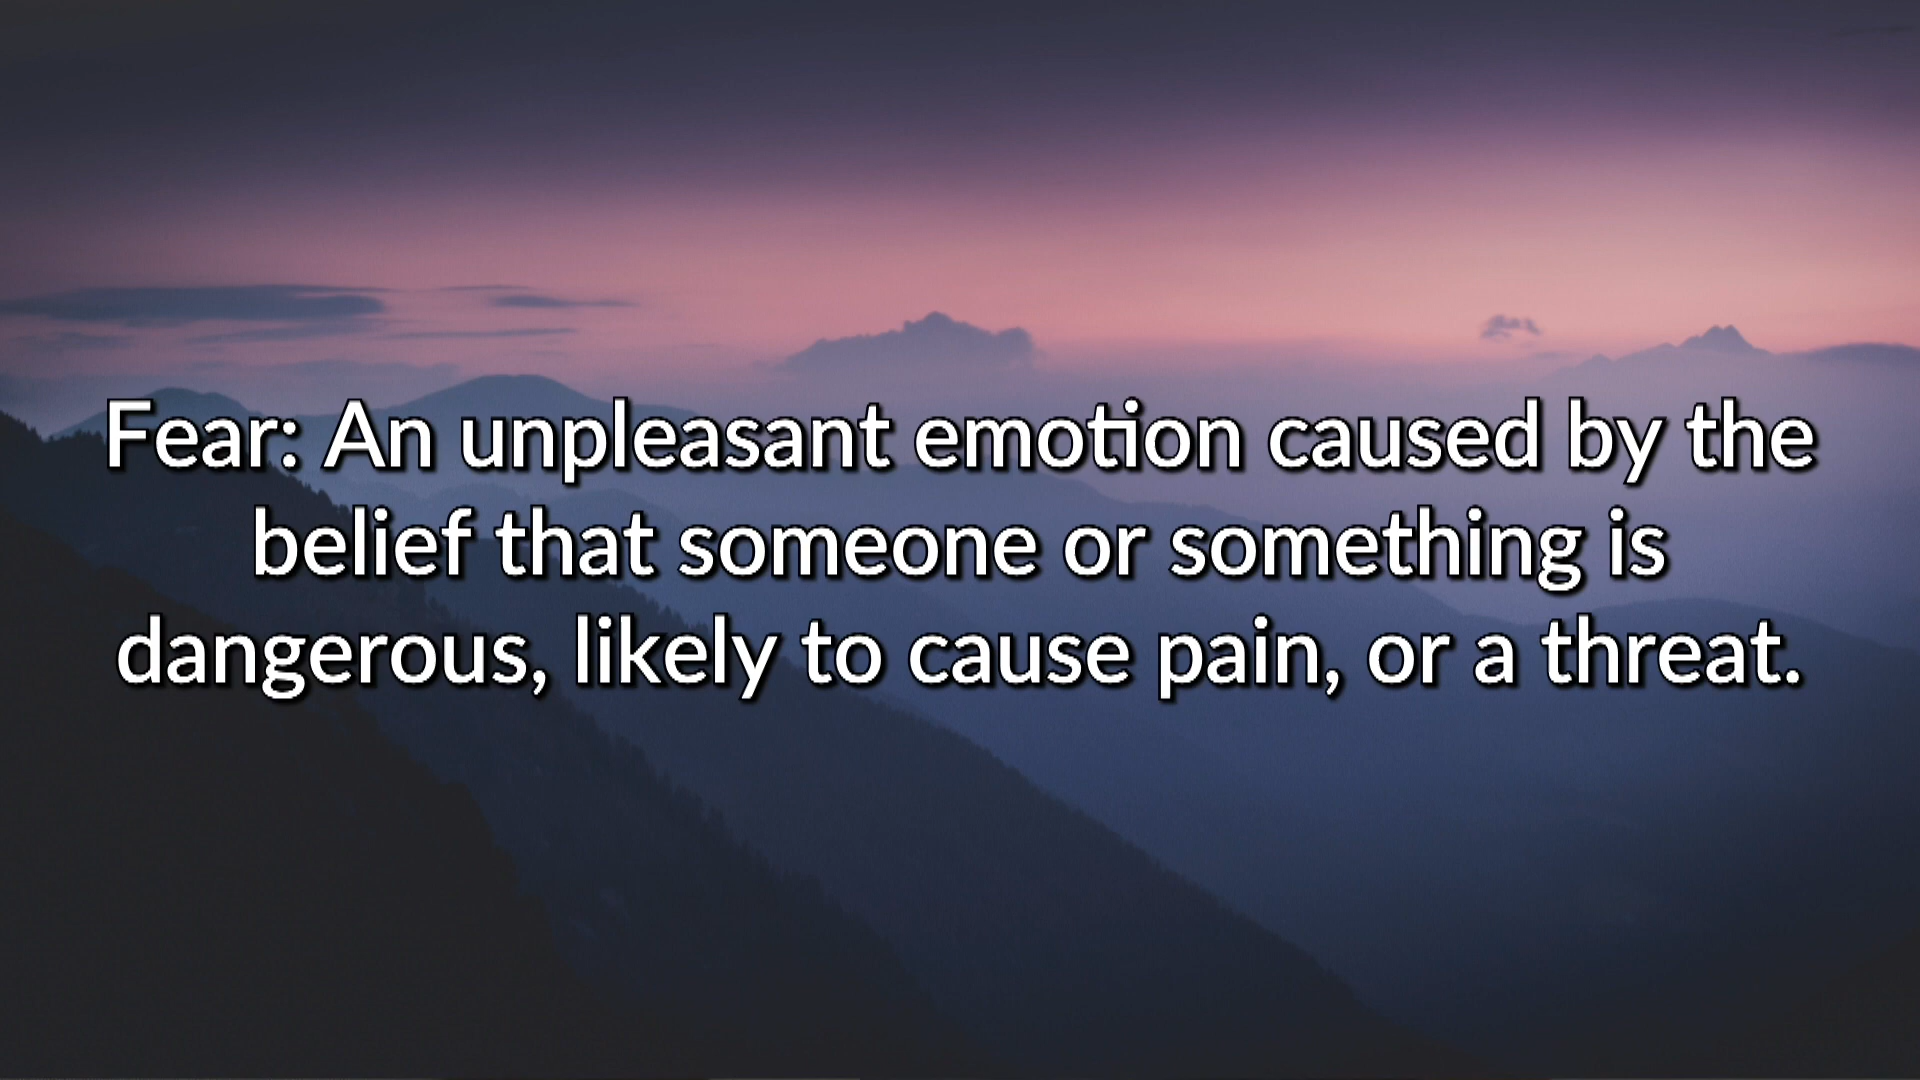 Fear: An unpleasant emotion caused by the
belief that someone or something is
dangerous, likely to cause pain, or a threat.